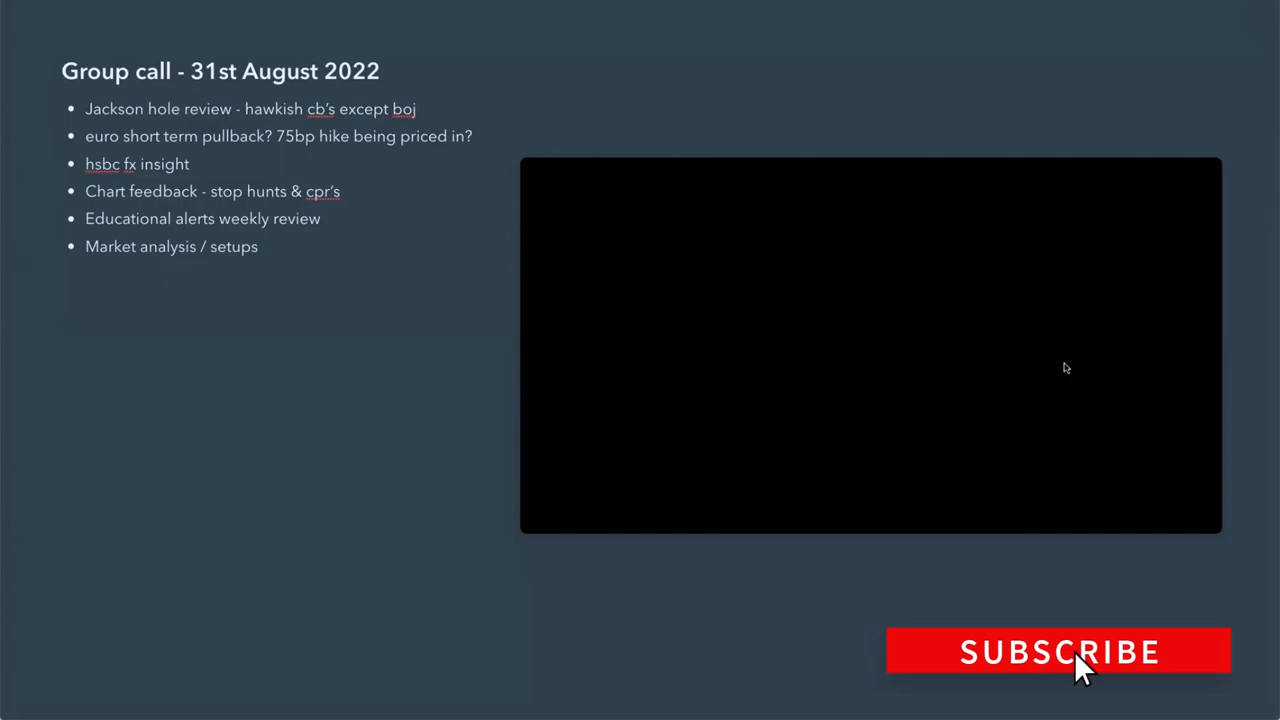 Group call - 31st August 2022
• Jackson hole review - hawkish cb's except boj
• euro short term pullback? 75bp hike being priced in?
• hsbc fx insight
• Chart feedback - stop hunts & cpr's
• Educational alerts weekly review
• Market analysis / setups
SUBSCRIBE